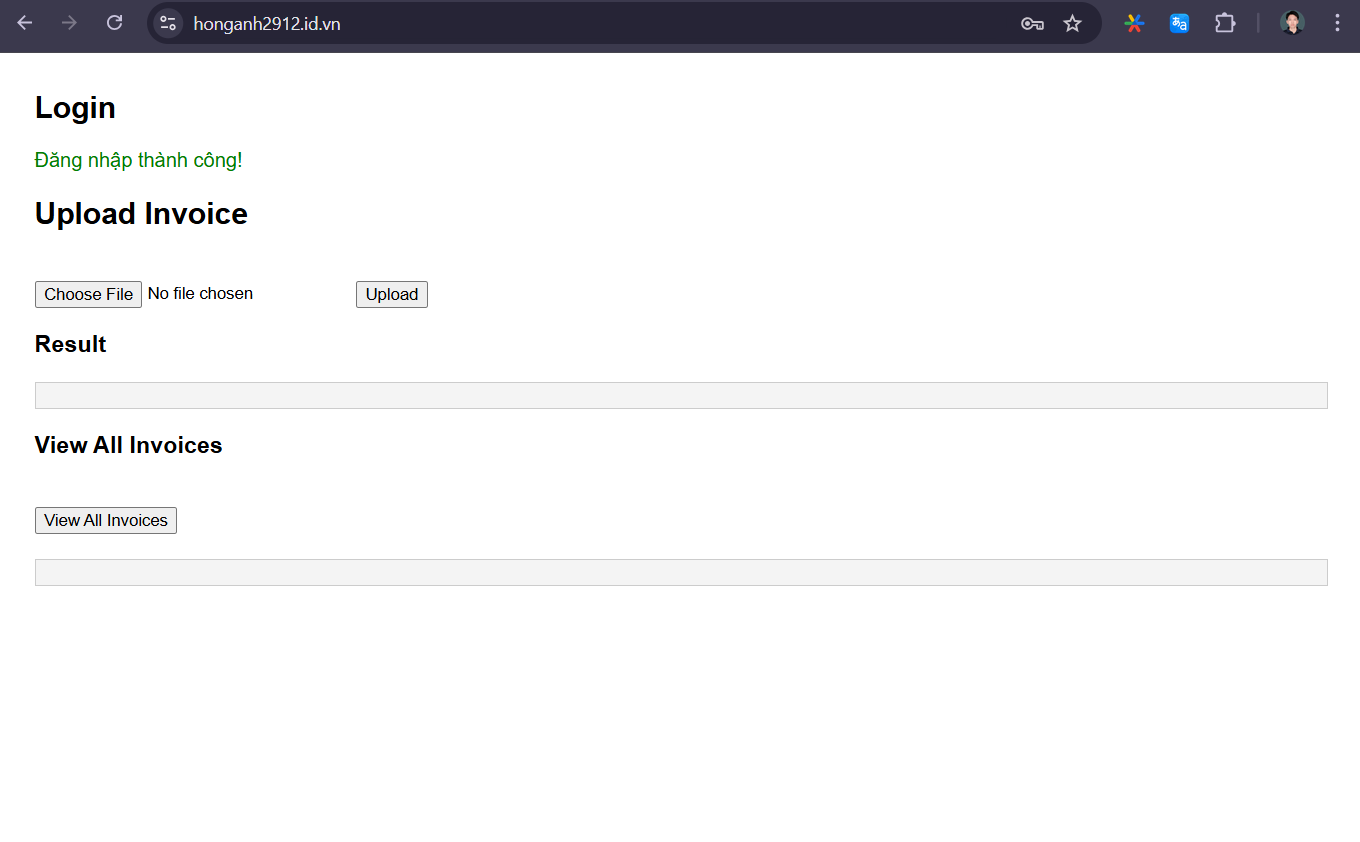 honganh2912.id.vn
Login
Đăng nhập thành công!
Upload Invoice
Choose File No file chosen Upload
Result
View All Invoices
View All Invoices